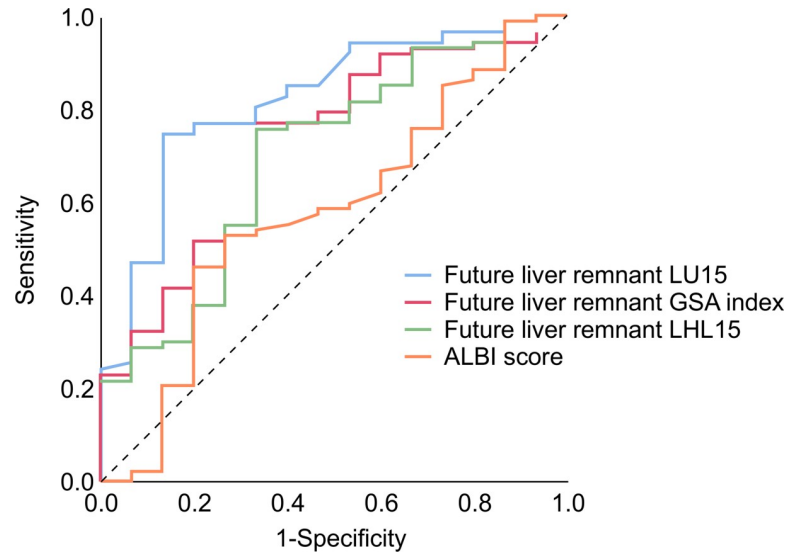 1.0
0.8
0.6
0.4
0.2
0.0
Sensitivity
0.0 0.2 0.4 0.6 0.8 1.0
1-Specificity
Future liver remnant LU15
Future liver remnant GSA index
Future liver remnant LHL15
ALBI score